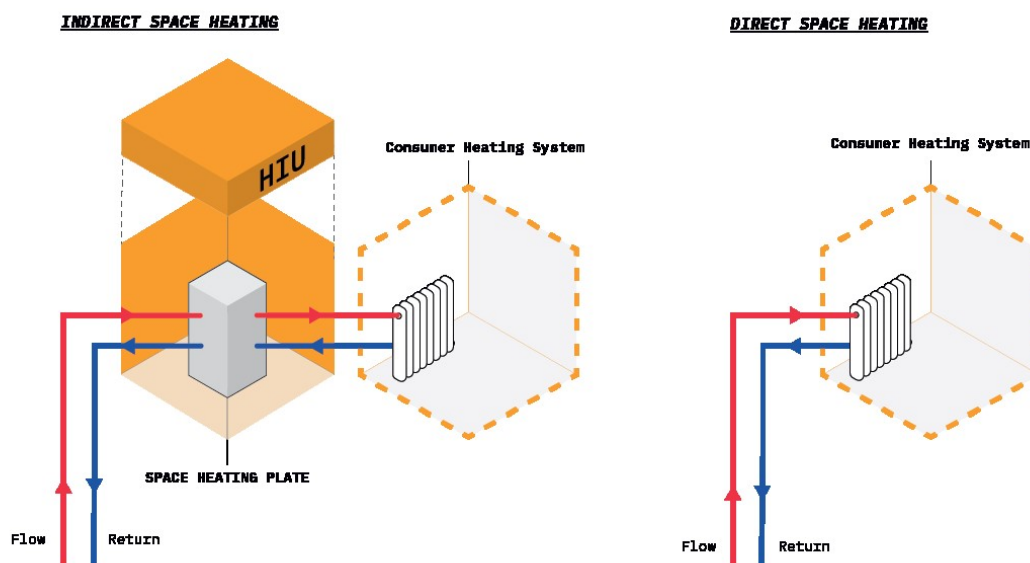 INDIRECT SPACE HEATING
DIRECT SPACE HEATING
HIU
Consumer Heating System
Consumer Heating System
SPACE HEATING PLATE
Flow
Return
Flow
Return